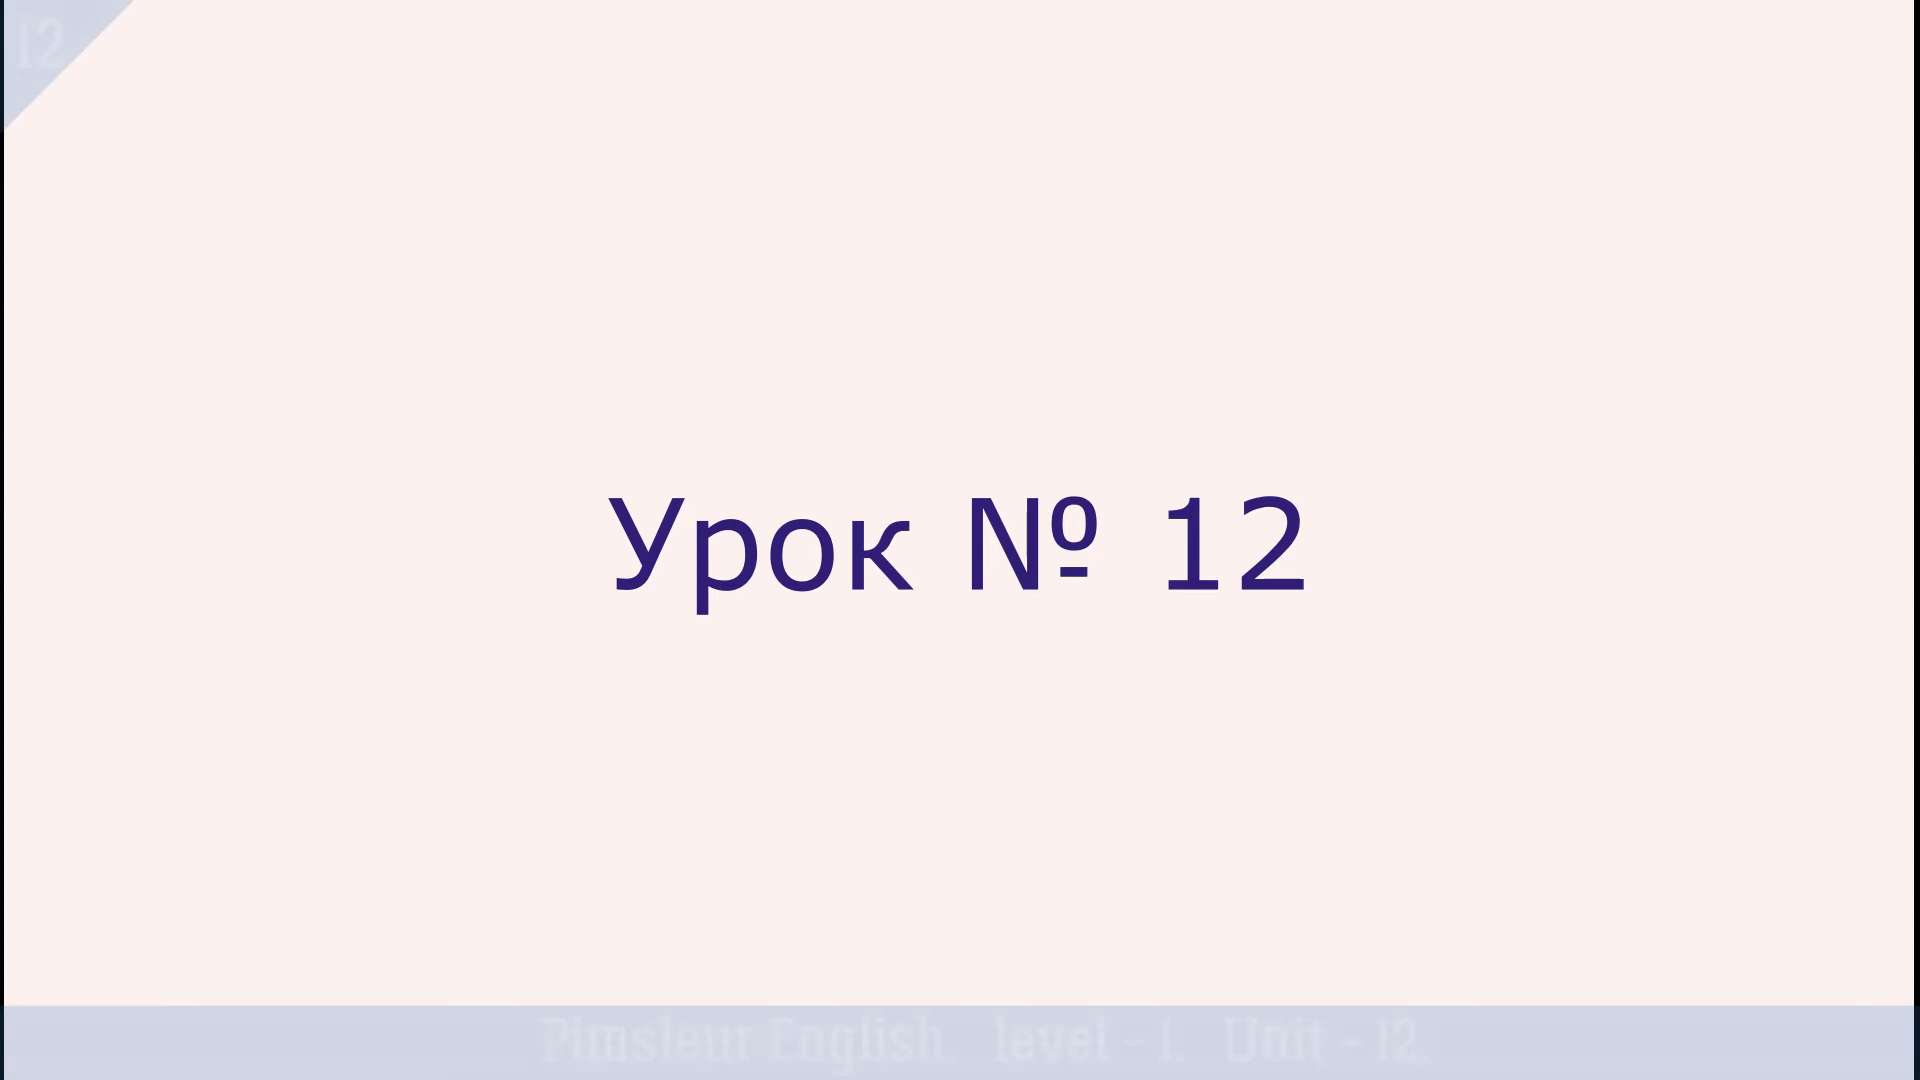 12
Урок № 12
Pimsleur English. level - 1. Unit - 12.